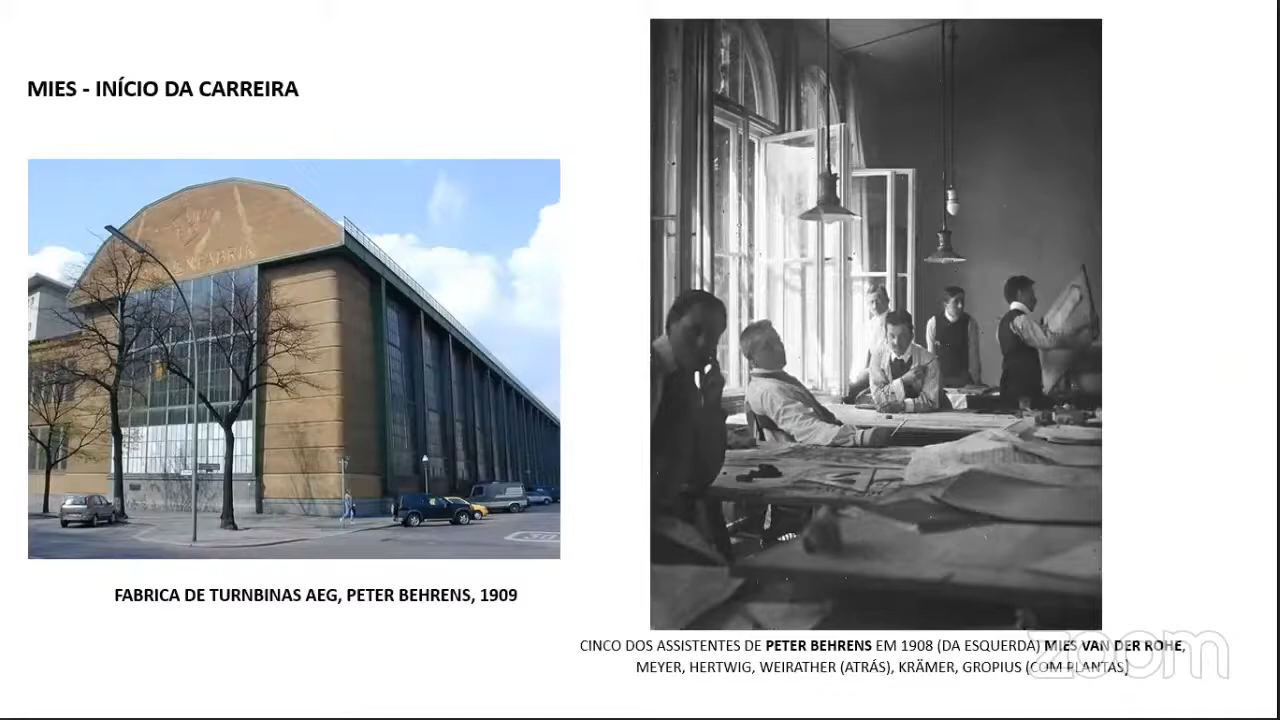 MIES - INÍCIO DA CARREIRA
FABRICA DE TURNBINAS AEG, PETER BEHRENS, 1909
CINCO DOS ASSISTENTES DE PETER BEHRENS EM 1908 (DA ESQUERDA) MIES VAN DER ROHE,
MEYER, HERTWIG, WEIRATHER (ATRÁS), KRÄMER, GROPIUS (COM PLANTAS)
zoom